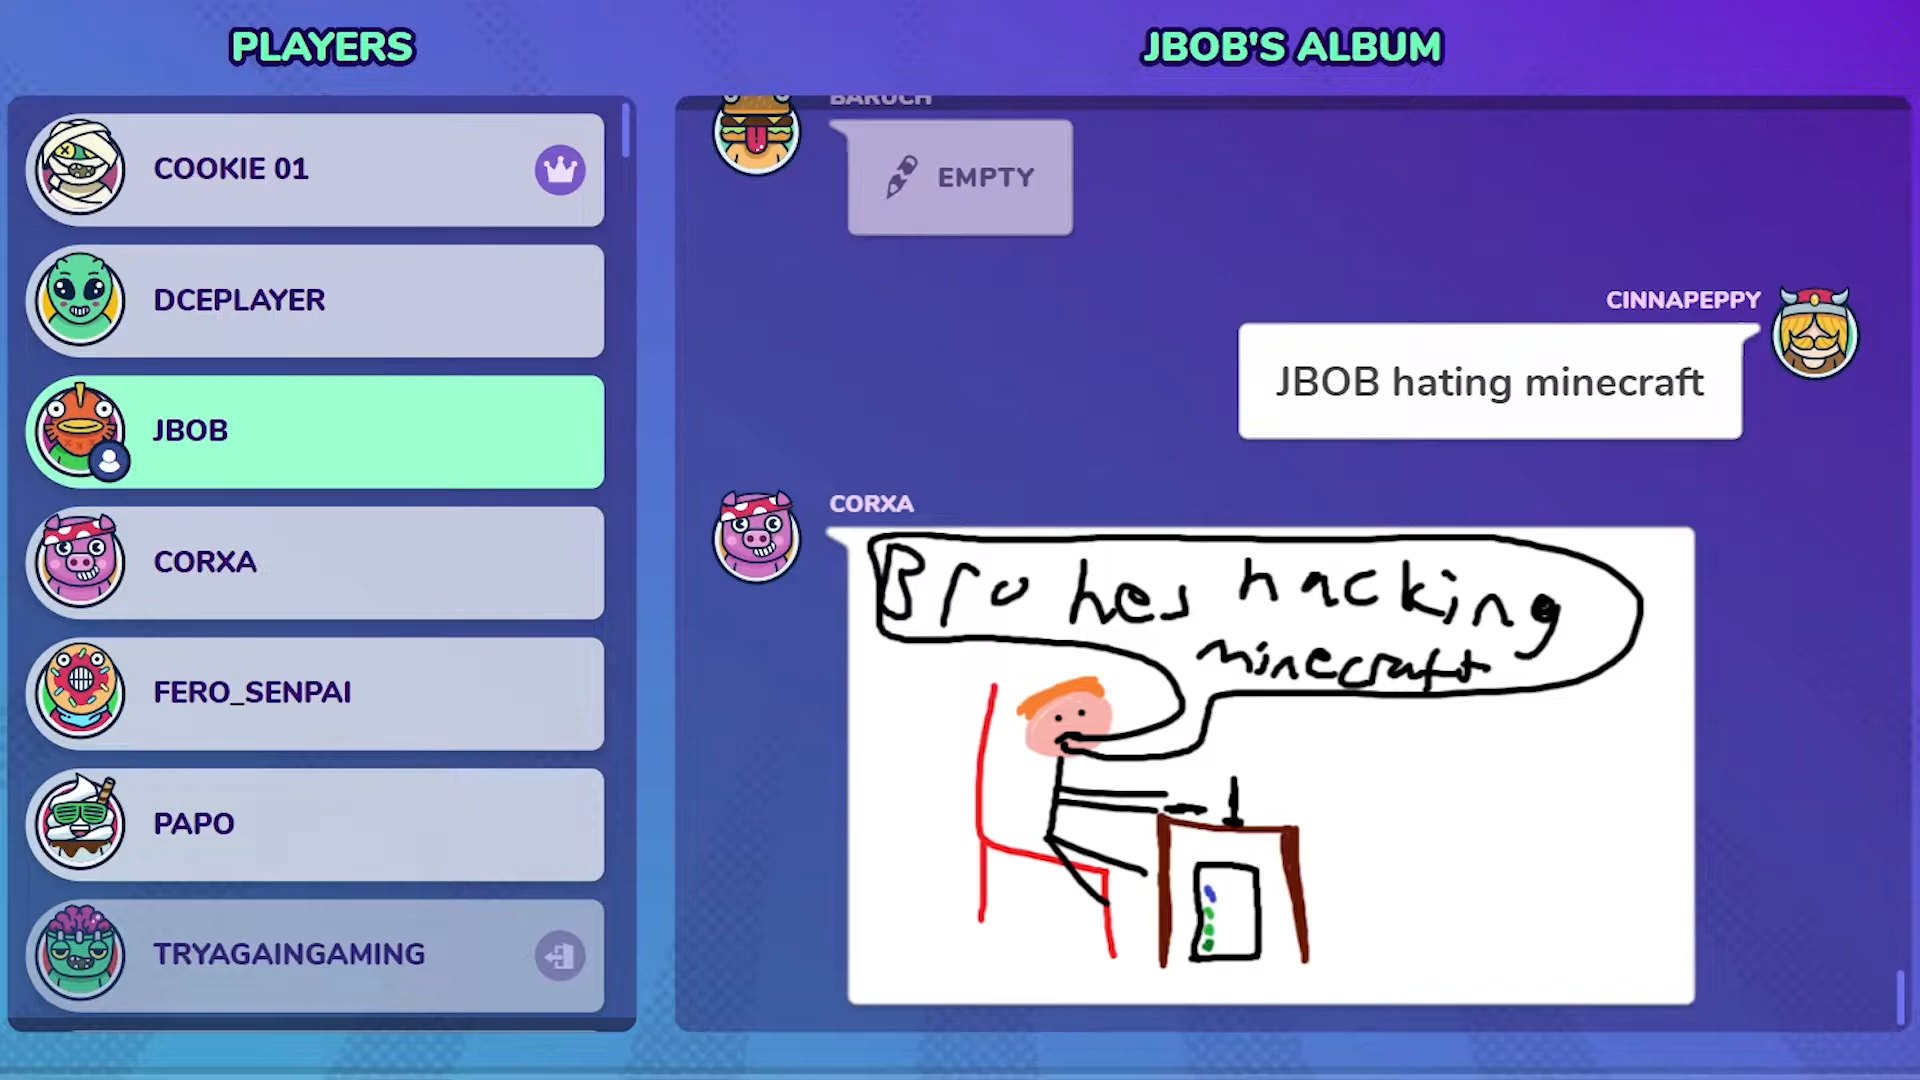 PLAYERS
COOKIE 01
DCEPLAYER
JBOB
CORXA
FERO_SENPAI
PAPO
TRYAGAINGAMING
JBOB'S ALBUM
BARUCH
EMPTY
CINNAPEPPY
JBOB hating minecraft
CORXA
Bro hes hacking
minecraft